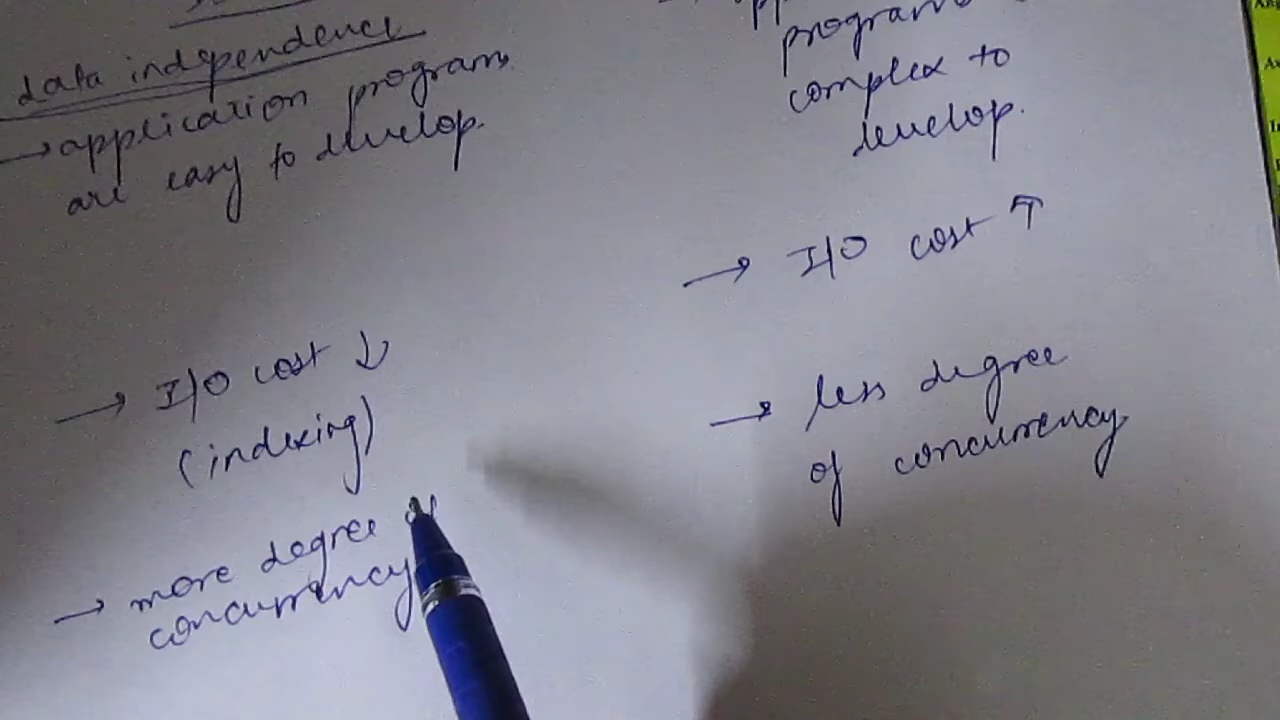 data independence
→ application programs
are easy to develop.
→ I/O cost ↓
(indexing)
→ more degree of
concurrency
program
complex to
develop.
→ I/O cost ↑
→ less degree
of concurrency